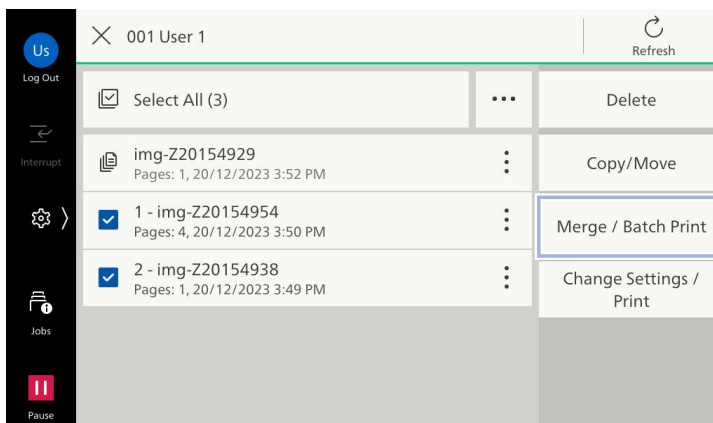 Us
Log Out
Interrupt
Jobs
Pause
001 User 1
Refresh
Select All (3)
img-Z20154929
Pages: 1, 20/12/2023 3:52 PM
1 - img-Z20154954
Pages: 4, 20/12/2023 3:50 PM
2 - img-Z20154938
Pages: 1, 20/12/2023 3:49 PM
Delete
Copy/Move
Merge / Batch Print
Change Settings /
Print